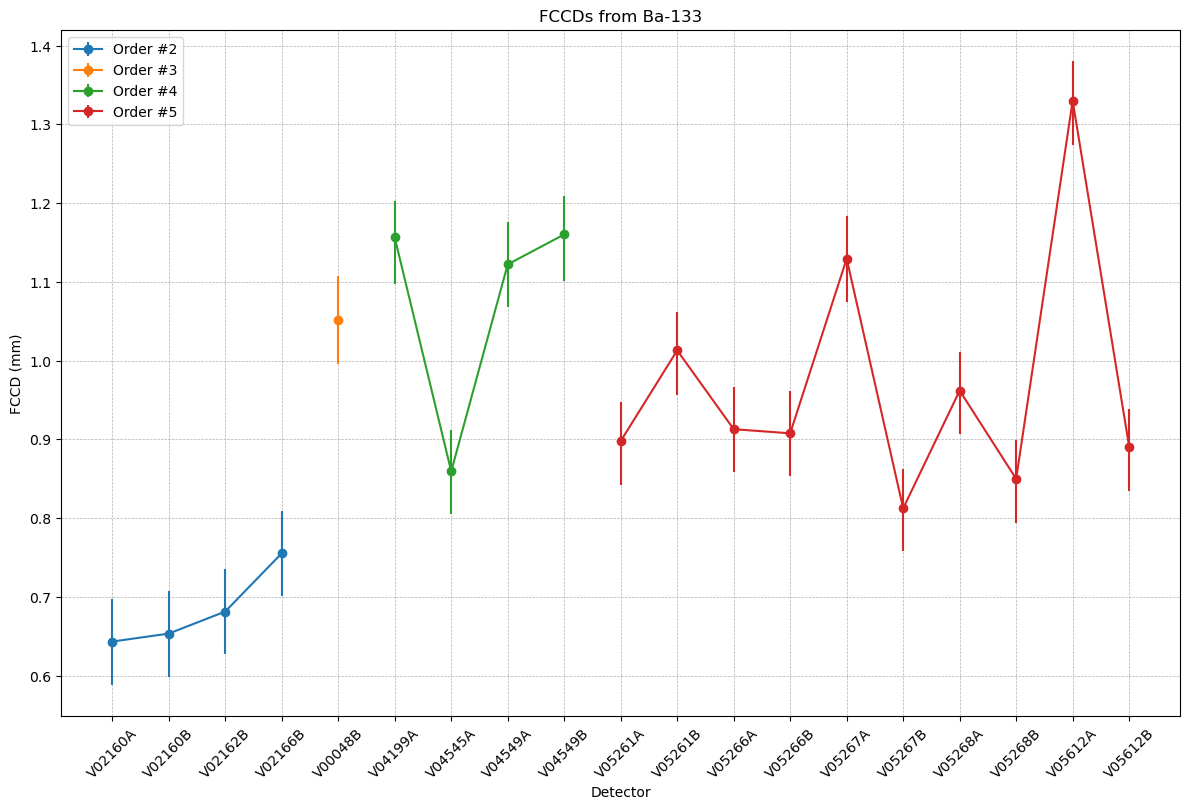 FCCDs from Ba-133
Order #2
Order #3
Order #4
Order #5
FCCD (mm)
1.4
1.3
1.2
1.1
1.0
0.9
0.8
0.7
0.6
V02160A
V02160B
V02162B
V02166B
V00048B
V04199A
V04545A
V04549A
V04549B
V05261A
V05261B
V05266A
V05266B
V05267A
V05267B
V05268A
V05268B
V05612A
V05612B
Detector